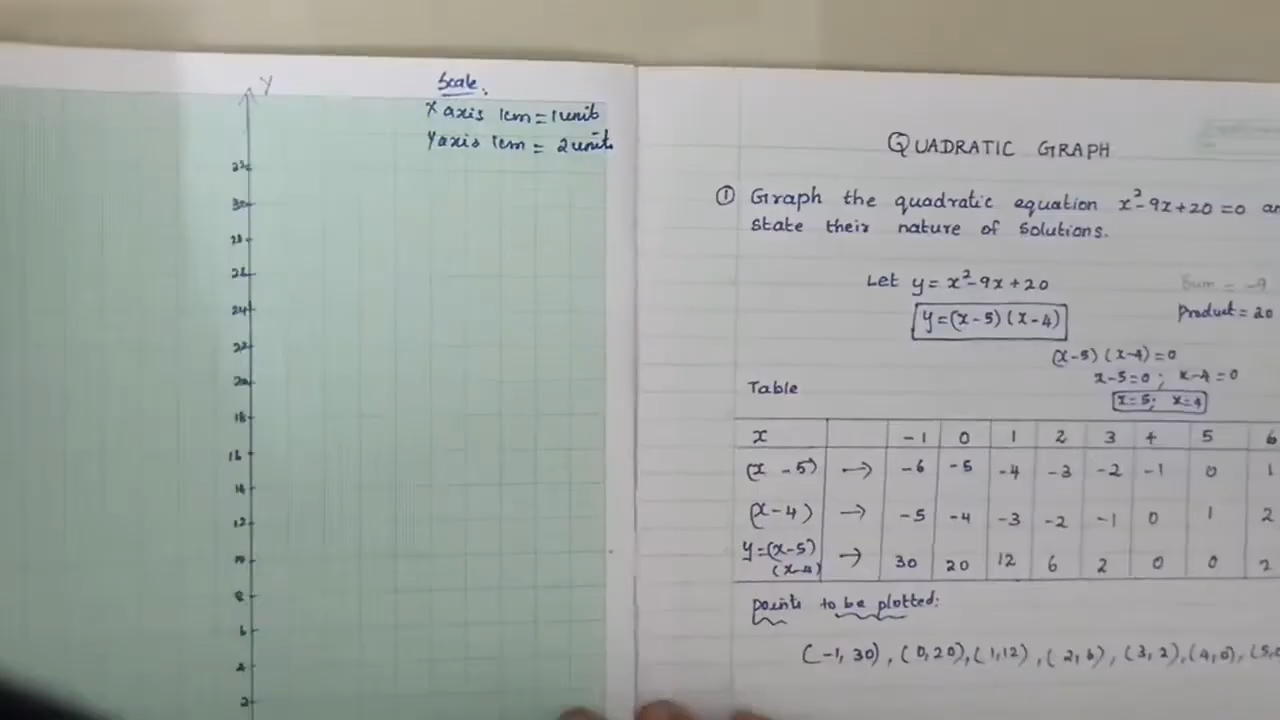 Y
Scale.
X axis 1cm = 1 unit
Y axis 1cm = 2 units
32
30
28
26
24
22
20
18
16
14
12
10
8
6
4
2
QUADRATIC GRAPH
① Graph the quadratic equation x²-9x+20=0
state their nature of solutions.
Let y = x²-9x+20
Sum = -9
y=(x-5)(x-4)
Product = 20
(x-5)(x-4)=0
x-5=0; x-4=0
x=5; x=4
Table
x -1 0 1 2 3 4 5 6
(x-5) → -6 -5 -4 -3 -2 -1 0 1
(x-4) → -5 -4 -3 -2 -1 0 1 2
y=(x-5)(x-4) → 30 20 12 6 2 0 0 2
points to be plotted:
(-1, 30), (0,20), (1,12), (2,6), (3,2), (4,0), (5,